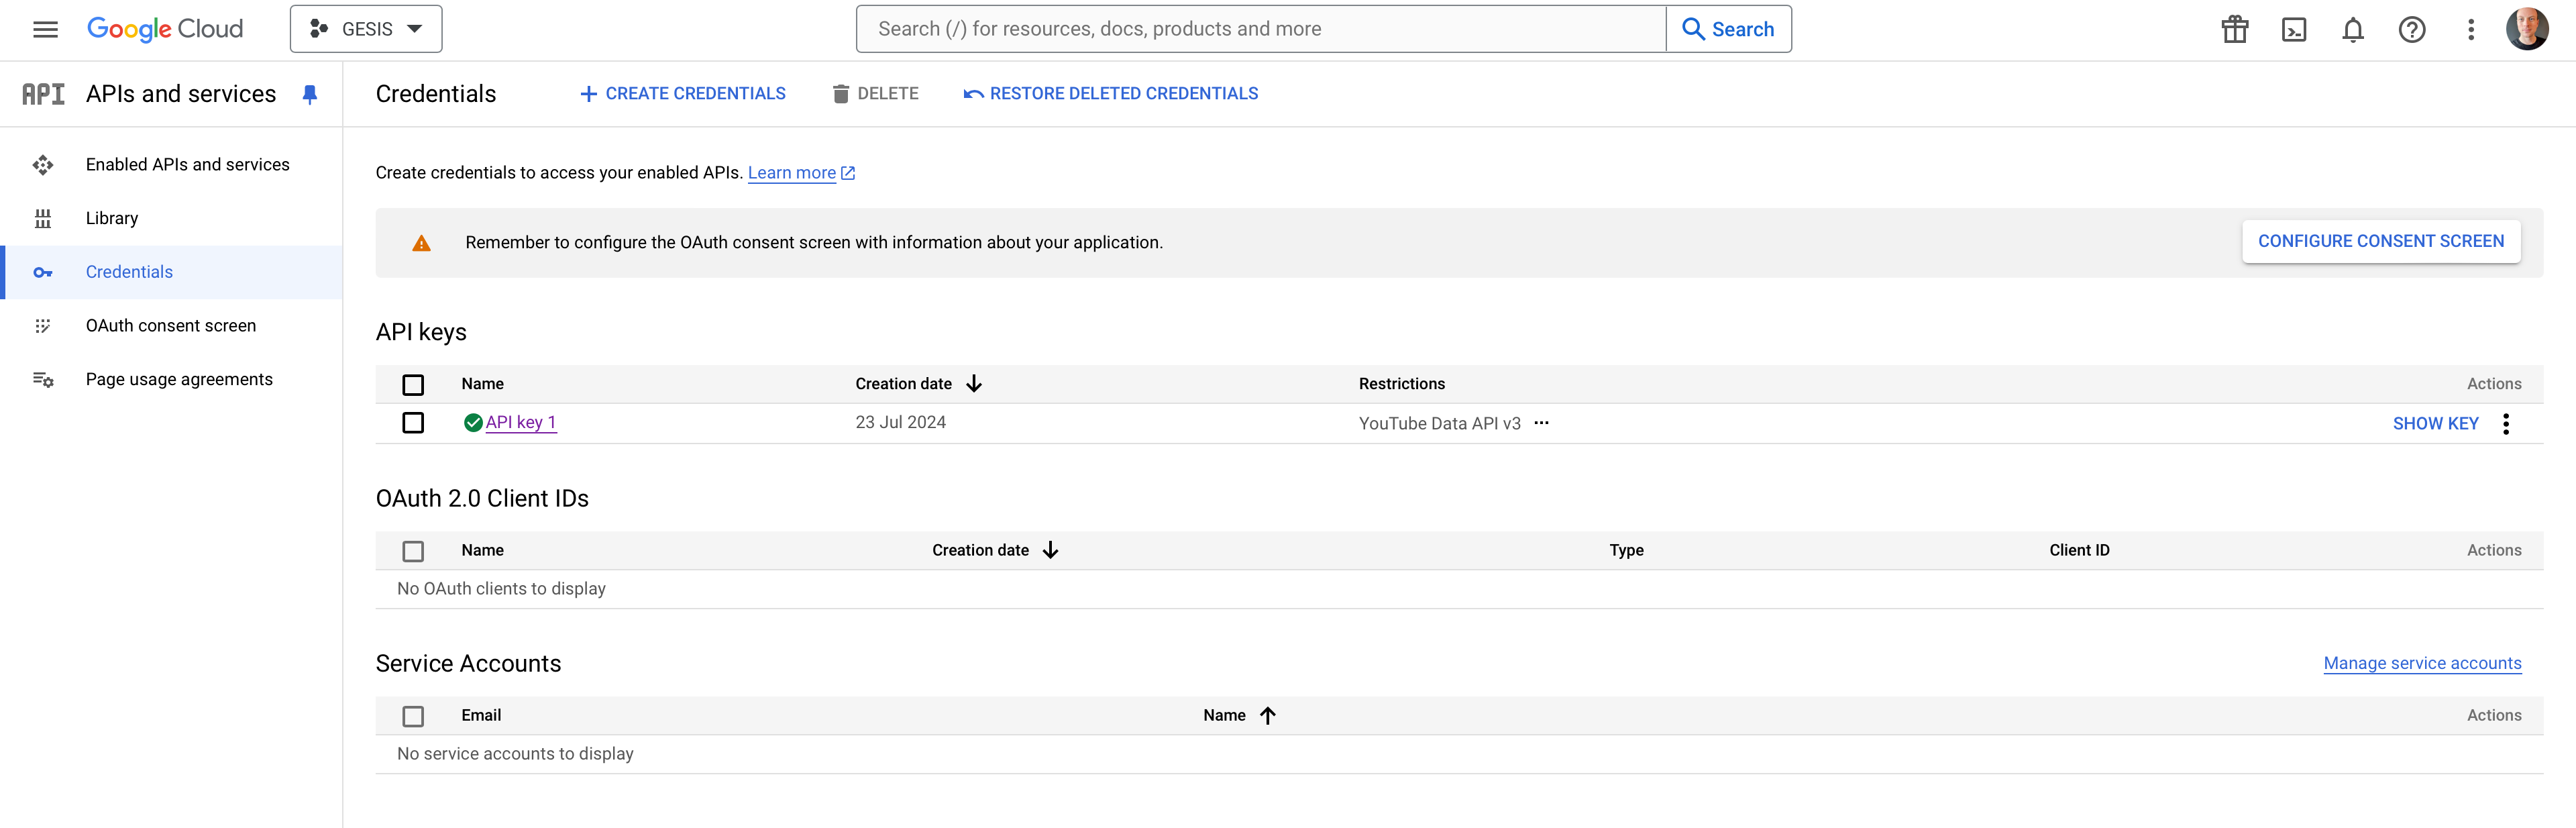 Google Cloud
GESIS
Search (/) for resources, docs, products and more
Search
API APIs and services
Enabled APIs and services
Library
Credentials
OAuth consent screen
Page usage agreements
Credentials
CREATE CREDENTIALS
DELETE
RESTORE DELETED CREDENTIALS
Create credentials to access your enabled APIs. Learn more
Remember to configure the OAuth consent screen with information about your application.
CONFIGURE CONSENT SCREEN
API keys
Name Creation date Restrictions Actions
API key 1 23 Jul 2024 YouTube Data API v3 ··· SHOW KEY
OAuth 2.0 Client IDs
Name Creation date Type Client ID Actions
No OAuth clients to display
Service Accounts
Manage service accounts
Email Name Actions
No service accounts to display